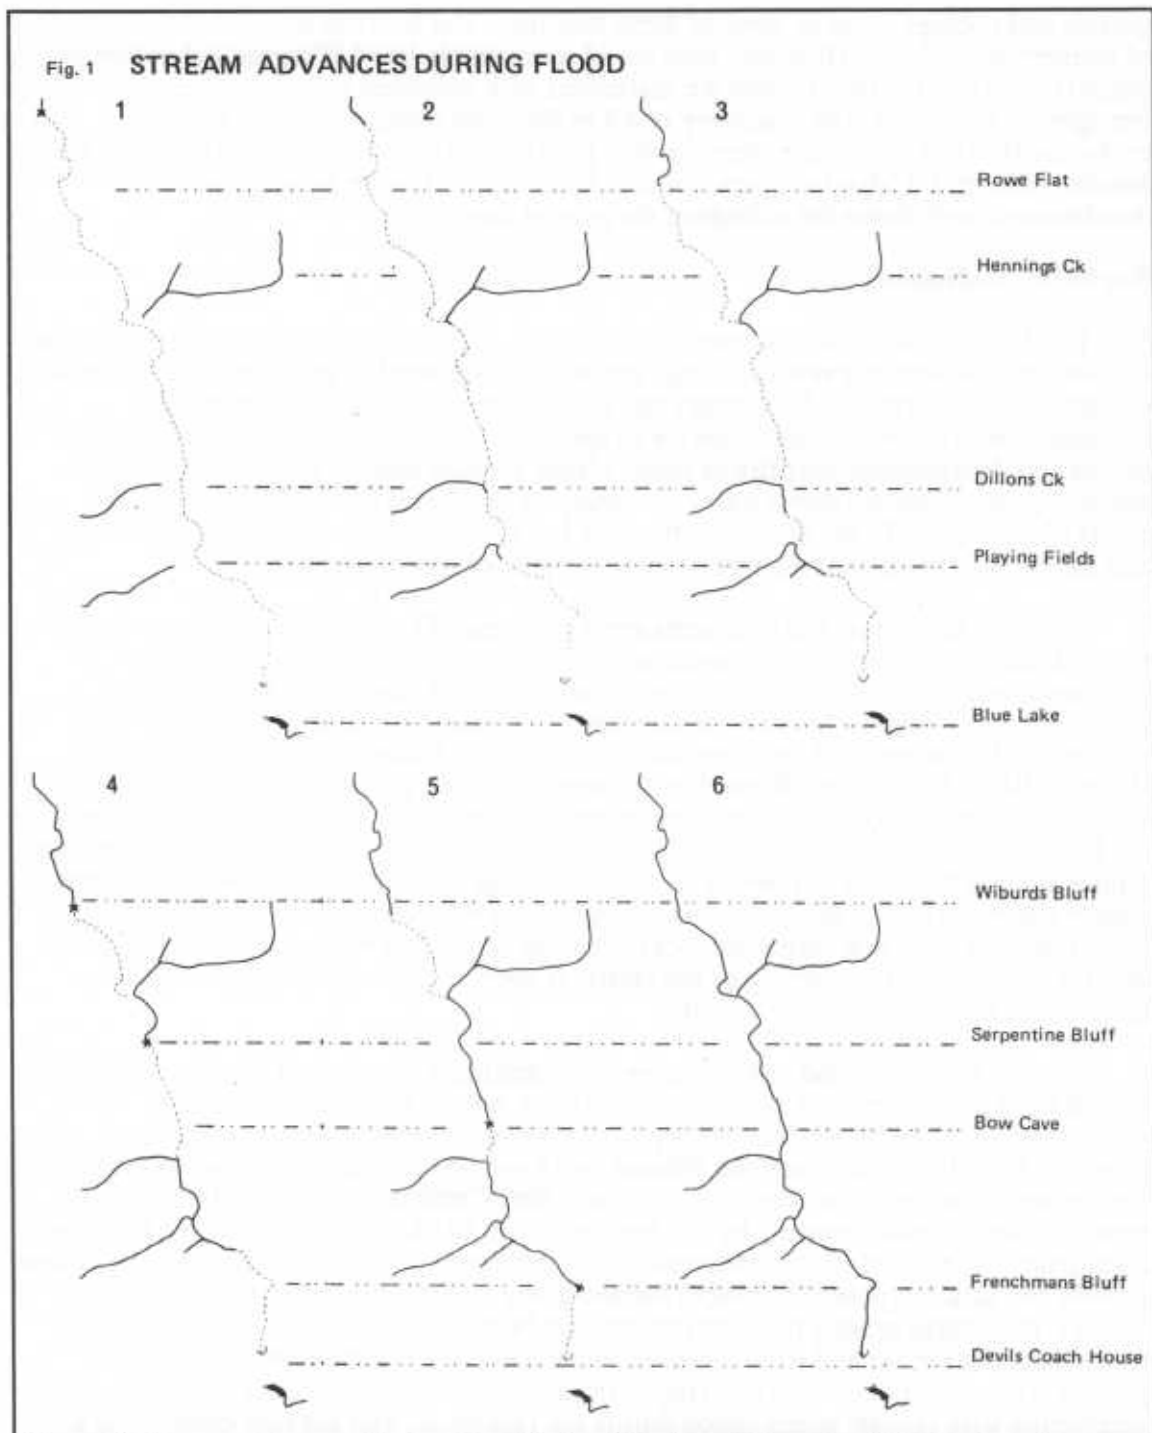 Fig. 1 STREAM ADVANCES DURING FLOOD
1 2 3
Rowe Flat
Hennings Ck
Dillons Ck
Playing Fields
Blue Lake
4 5 6
Wiburds Bluff
Serpentine Bluff
Bow Cave
Frenchmans Bluff
Devils Coach House